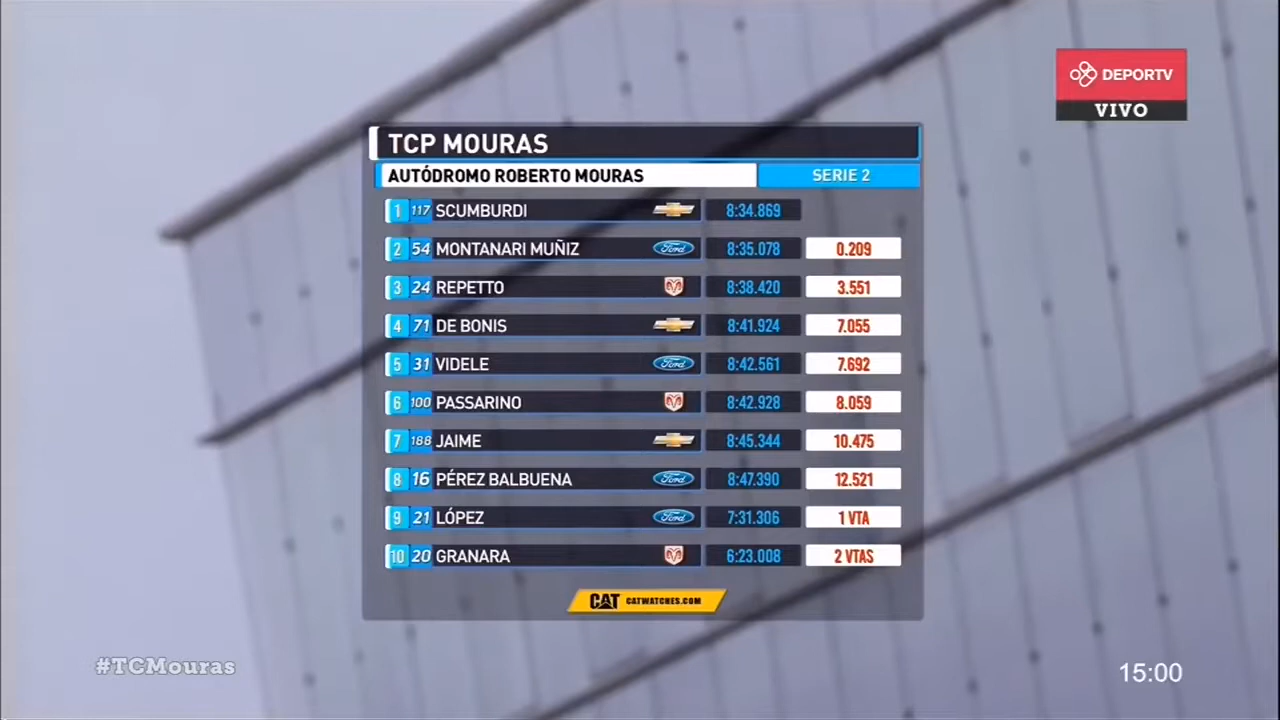 DEPORTV
VIVO
TCP MOURAS
AUTÓDROMO ROBERTO MOURAS SERIE 2
1 117 SCUMBURDI 8:34.869
2 54 MONTANARI MUÑIZ Ford 8:35.078 0.209
3 24 REPETTO 8:38.420 3.551
4 71 DE BONIS 8:41.924 7.055
5 31 VIDELE Ford 8:42.561 7.692
6 100 PASSARINO 8:42.928 8.059
7 188 JAIME 8:45.344 10.475
8 16 PÉREZ BALBUENA Ford 8:47.390 12.521
9 21 LÓPEZ Ford 7:31.306 1 VTA
10 20 GRANARA 6:23.008 2 VTAS
CAT CATWATCHES.COM
#TCMouras
15:00